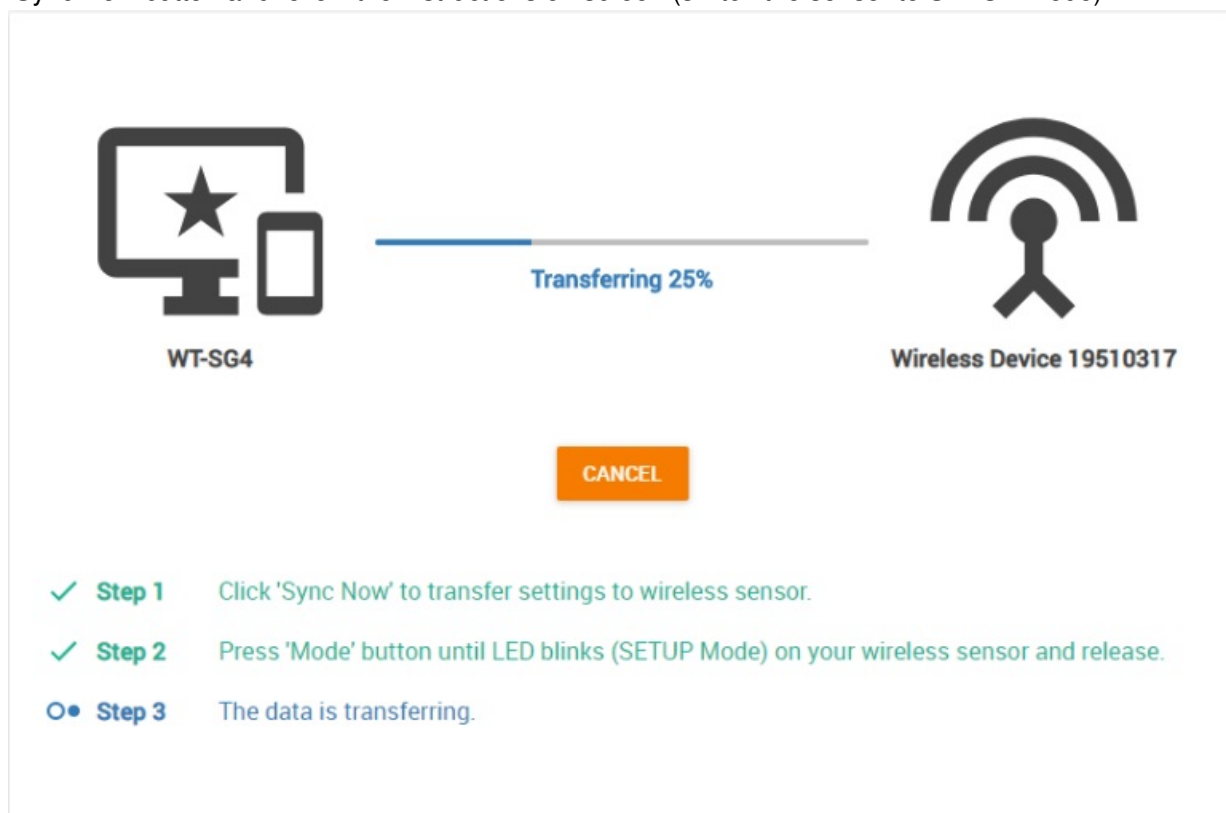 Transferring 25%
WT-SG4
Wireless Device 19510317
CANCEL
Step 1 Click 'Sync Now' to transfer settings to wireless sensor.
Step 2 Press 'Mode' button until LED blinks (SETUP Mode) on your wireless sensor and release.
Step 3 The data is transferring.